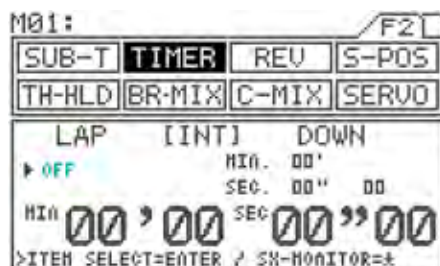 M01: F2
SUB-T TIMER REV S-POS
TH-HLD BR-MIX C-MIX SERVO
LAP [INT] DOWN
▶ OFF MIN. 00'
SEC. 00" 00
MIN 00 ' 00 SEC 00 " 00
>ITEM SELECT=ENTER / SX-MONITOR=±